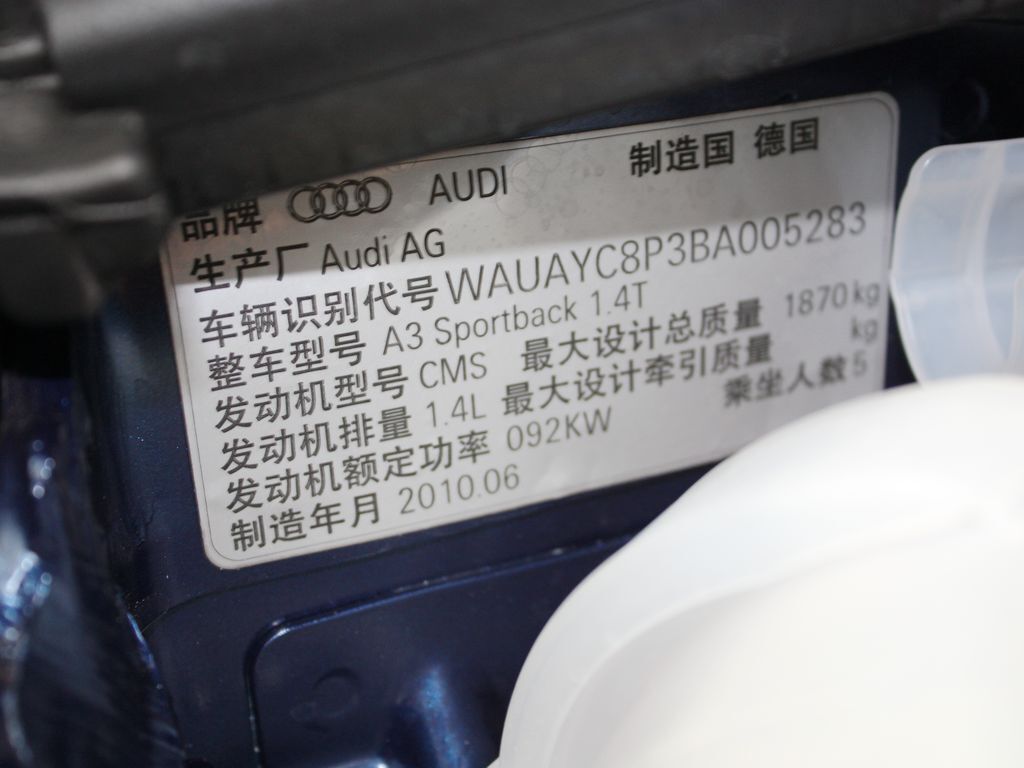 品牌 AUDI 制造国 德国
生产厂 Audi AG
车辆识别代号 WAUAYC8P3BA005283
整车型号 A3 Sportback 1.4T
发动机型号 CMS 最大设计总质量 1870 kg
发动机排量 1.4L 最大设计牵引质量 kg
发动机额定功率 092KW 乘坐人数 5
制造年月 2010.06